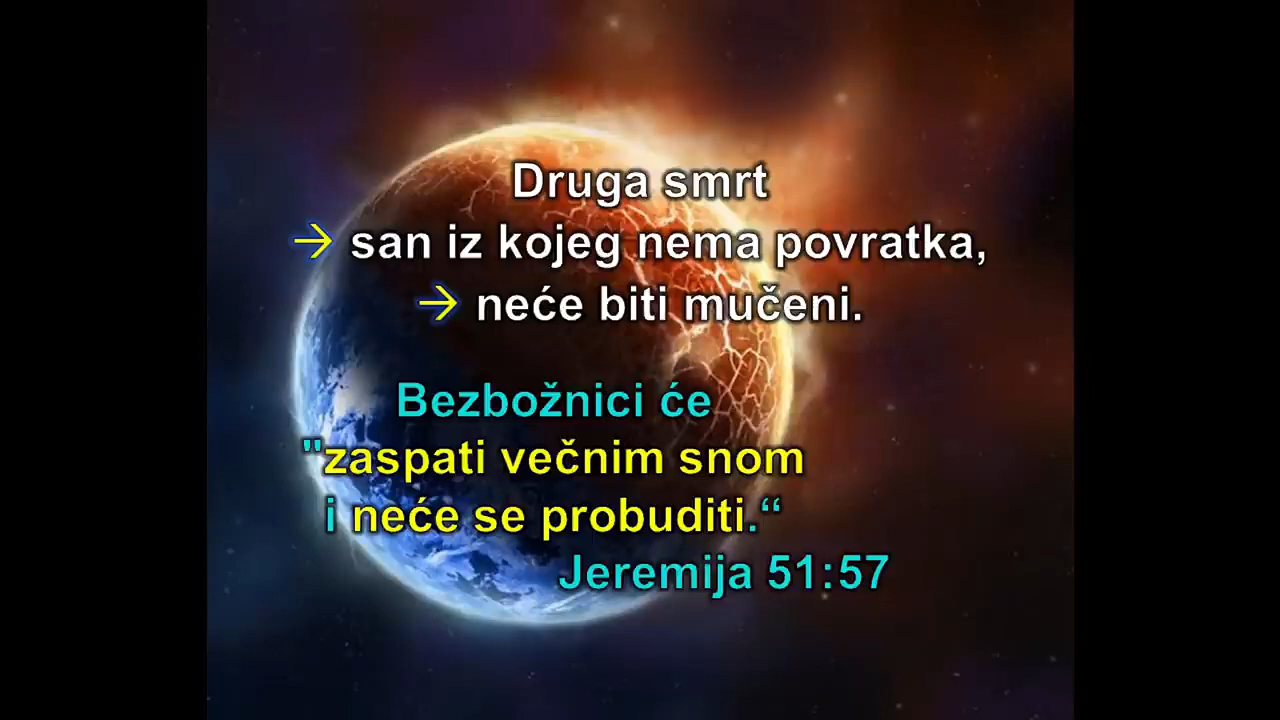 Druga smrt
→ san iz kojeg nema povratka,
→ neće biti mučeni.
Bezbožnici će
"zaspati večnim snom
i neće se probuditi.“
Jeremija 51:57